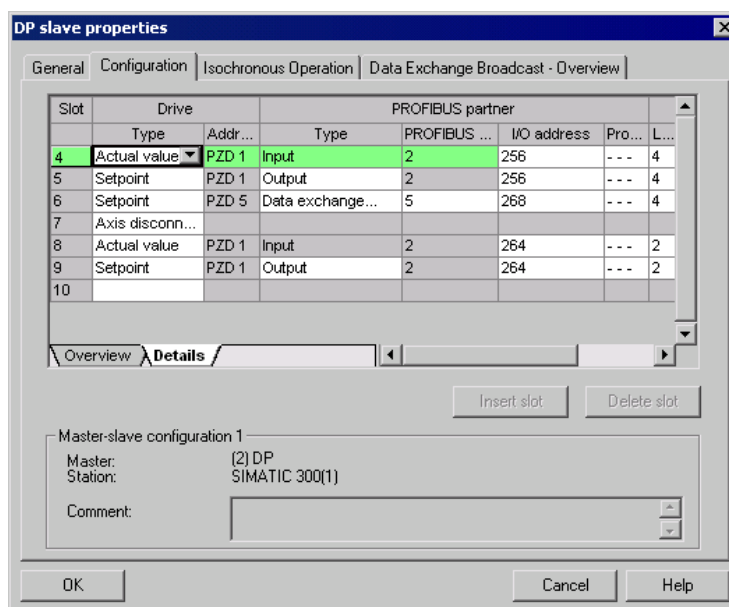 DP slave properties
General Configuration Isochronous Operation Data Exchange Broadcast - Overview
Slot Drive PROFIBUS partner
Type Addr... Type PROFIBUS ... I/O address Pro... L...
4 Actual value PZD 1 Input 2 256 - - - 4
5 Setpoint PZD 1 Output 2 256 - - - 4
6 Setpoint PZD 5 Data exchange... 5 268 - - - 4
7 Axis disconn...
8 Actual value PZD 1 Input 2 264 - - - 2
9 Setpoint PZD 1 Output 2 264 - - - 2
10
Overview Details
Insert slot Delete slot
Master-slave configuration 1
Master: (2) DP
Station: SIMATIC 300(1)
Comment:
OK Cancel Help